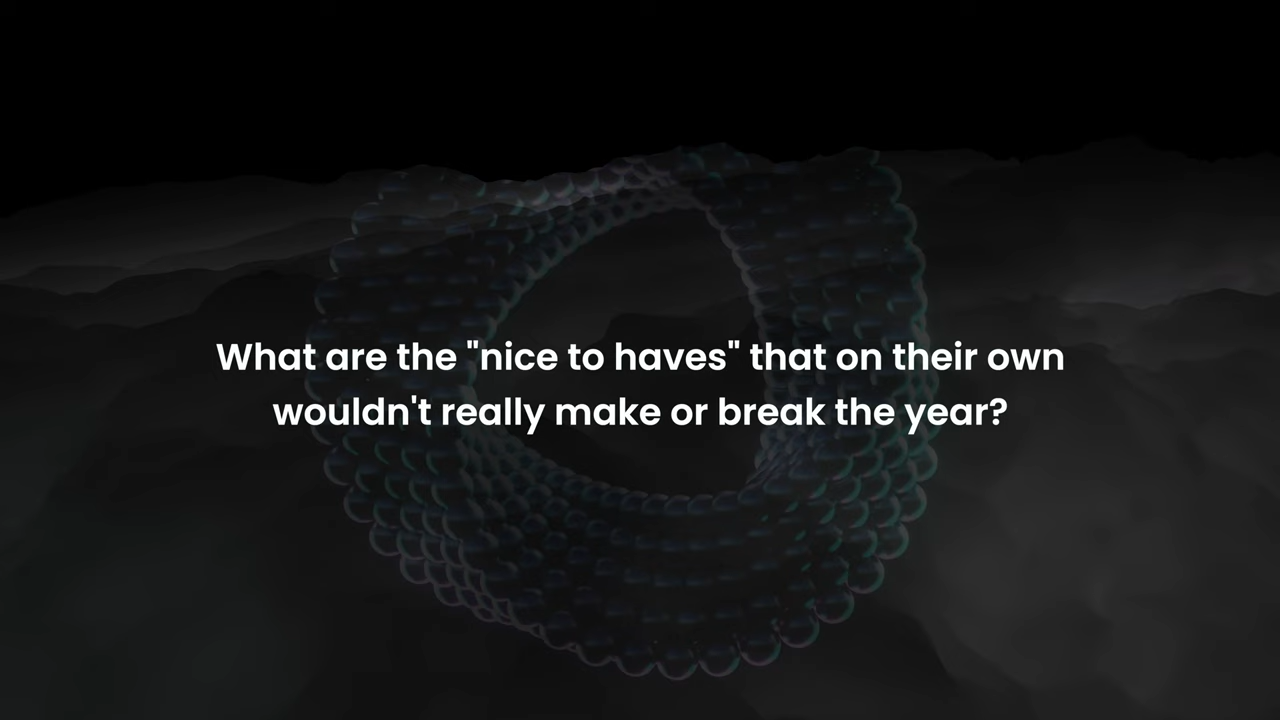 What are the "nice to haves" that on their own
wouldn't really make or break the year?